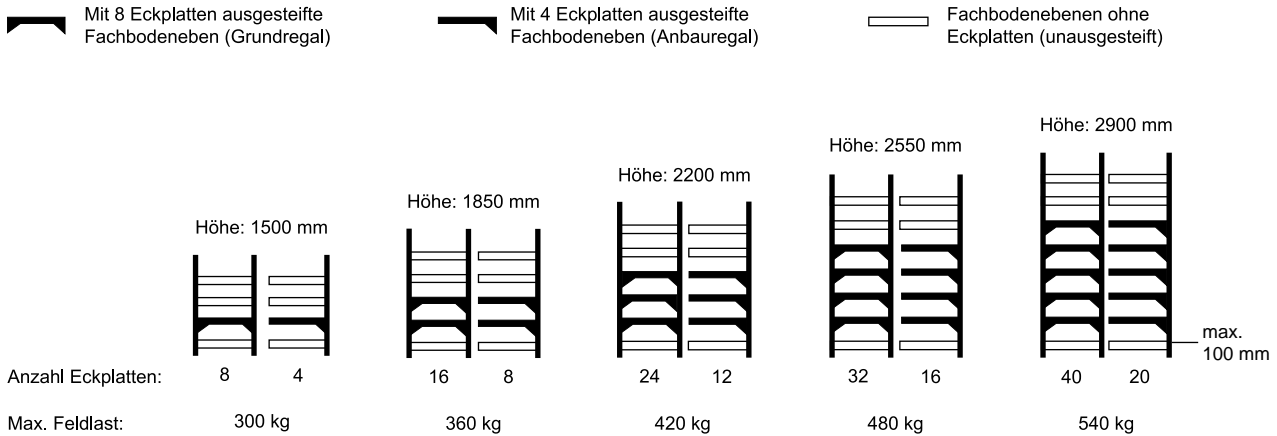 Mit 8 Eckplatten ausgesteifte
Fachbodeneben (Grundregal)
Mit 4 Eckplatten ausgesteifte
Fachbodeneben (Anbauregal)
Fachbodenebenen ohne
Eckplatten (unausgesteift)
Höhe: 1500 mm
Höhe: 1850 mm
Höhe: 2200 mm
Höhe: 2550 mm
Höhe: 2900 mm
max.
100 mm
Anzahl Eckplatten: 8 4 16 8 24 12 32 16 40 20
Max. Feldlast: 300 kg 360 kg 420 kg 480 kg 540 kg